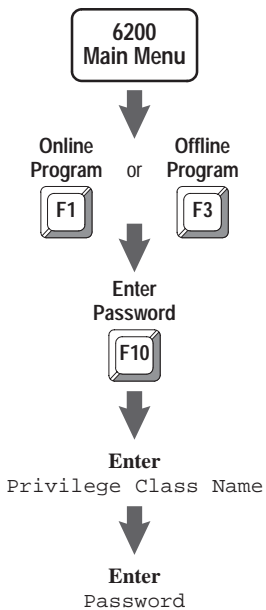 6200
Main Menu
Online
Program
or
Offline
Program
F1
F3
Enter
Password
F10
Enter
Privilege Class Name
Enter
Password